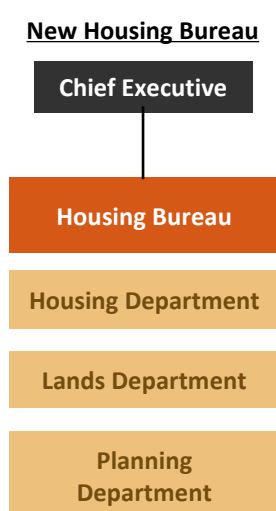 New Housing Bureau
Chief Executive
Housing Bureau
Housing Department
Lands Department
Planning
Department